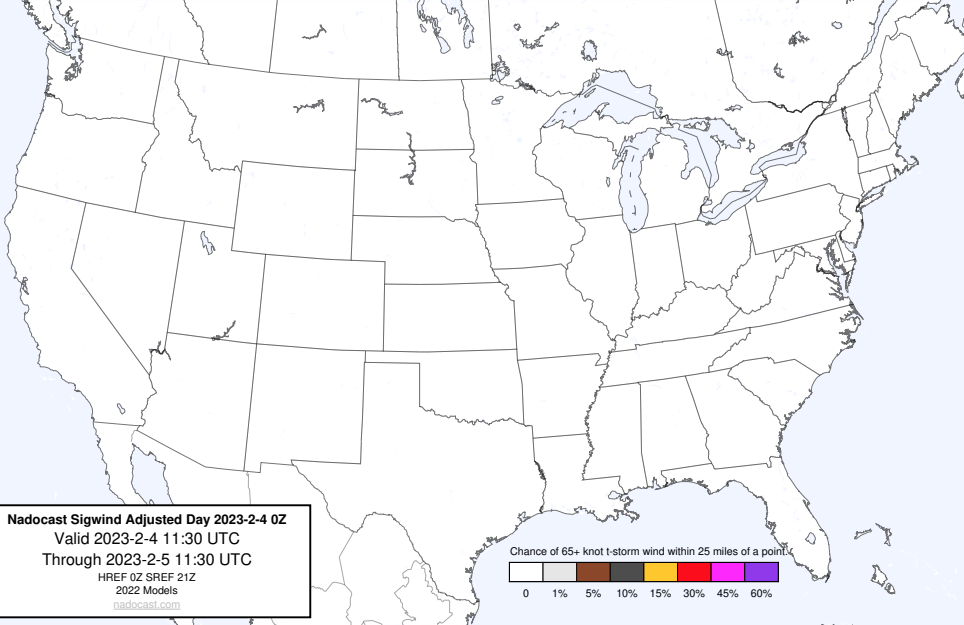 Nadocast Sigwind Adjusted Day 2023-2-4 0Z
Valid 2023-2-4 11:30 UTC
Through 2023-2-5 11:30 UTC
HREF 0Z SREF 21Z
2022 Models
nadocast.com
Chance of 65+ knot t-storm wind within 25 miles of a point.
0 1% 5% 10% 15% 30% 45% 60%